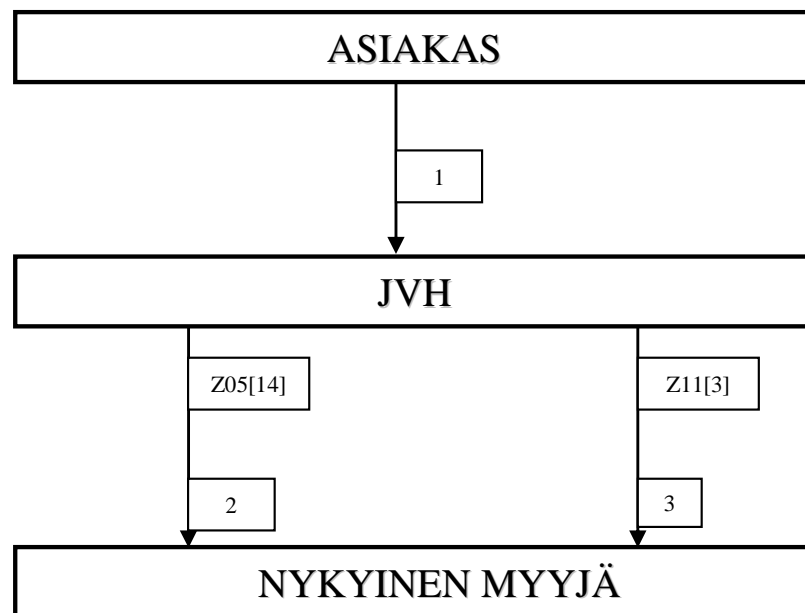 ASIAKAS
1
JVH
Z05[14]
Z11[3]
2
3
NYKYINEN MYYJÄ